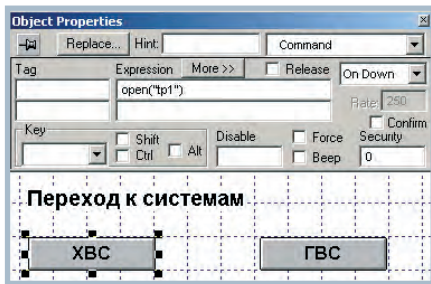 Object Properties
Replace... Hint: Command
Tag Expression More >> Release On Down
open("tp1")
Rate: 250
Confirm
Key Shift Ctrl Alt Disable Force Beep Security
0
Переход к системам
ХВС ГВС